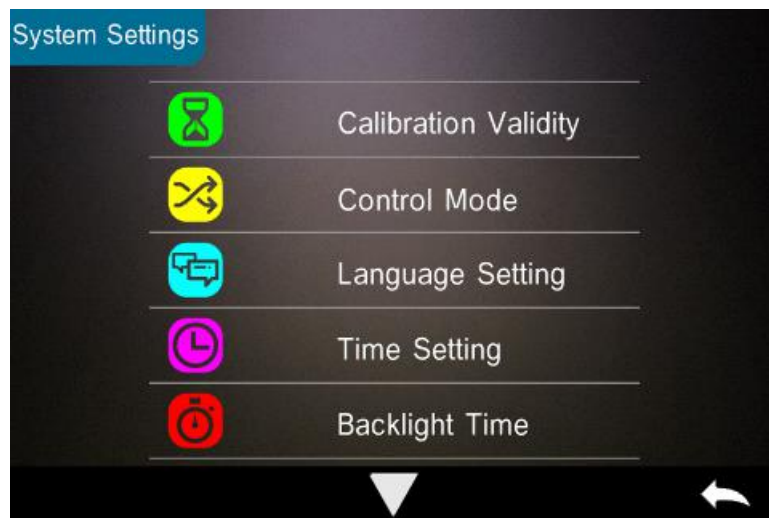 System Settings
Calibration Validity
Control Mode
Language Setting
Time Setting
Backlight Time